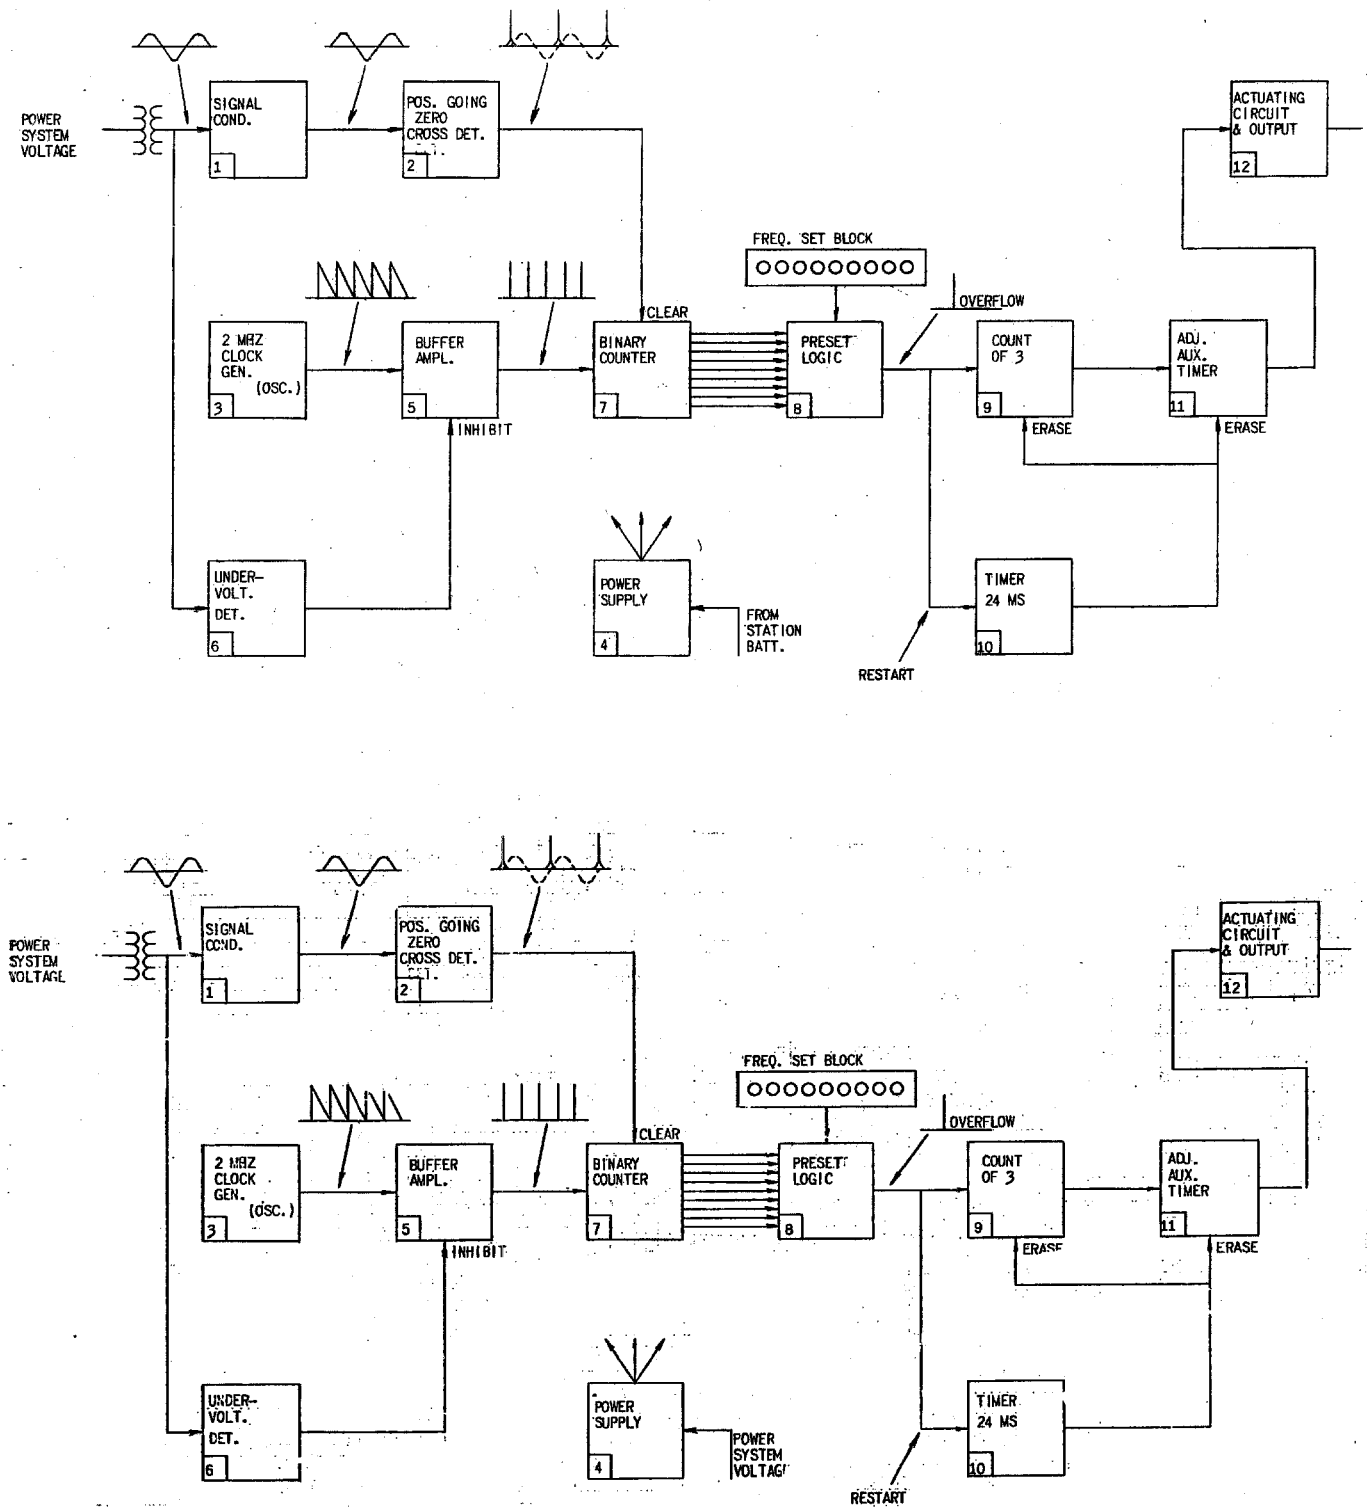 POWER
SYSTEM
VOLTAGE
SIGNAL
COND.
1
POS. GOING
ZERO
CROSS DET.
2
ACTUATING
CIRCUIT
& OUTPUT
12
FREQ. SET BLOCK
2 MHZ
CLOCK
GEN.
(OSC.)
3
BUFFER
AMPL.
5
INHIBIT
CLEAR
BINARY
COUNTER
7
PRESET
LOGIC
8
OVERFLOW
COUNT
OF 3
9
ERASE
ADJ.
AUX.
TIMER
11
ERASE
UNDER-
VOLT.
DET.
6
POWER
SUPPLY
4
FROM
STATION
BATT.
TIMER
24 MS
10
RESTART
POWER
SYSTEM
VOLTAGE
SIGNAL
COND.
1
POS. GOING
ZERO
CROSS DET.
2
ACTUATING
CIRCUIT
& OUTPUT
12
FREQ. SET BLOCK
2 MHZ
CLOCK
GEN.
(OSC.)
3
BUFFER
AMPL.
5
INHIBIT
CLEAR
BINARY
COUNTER
7
PRESET
LOGIC
8
OVERFLOW
COUNT
OF 3
9
ERASE
ADJ.
AUX.
TIMER
11
ERASE
UNDER-
VOLT.
DET.
6
POWER
SUPPLY
4
POWER
SYSTEM
VOLTAGE
TIMER
24 MS
10
RESTART